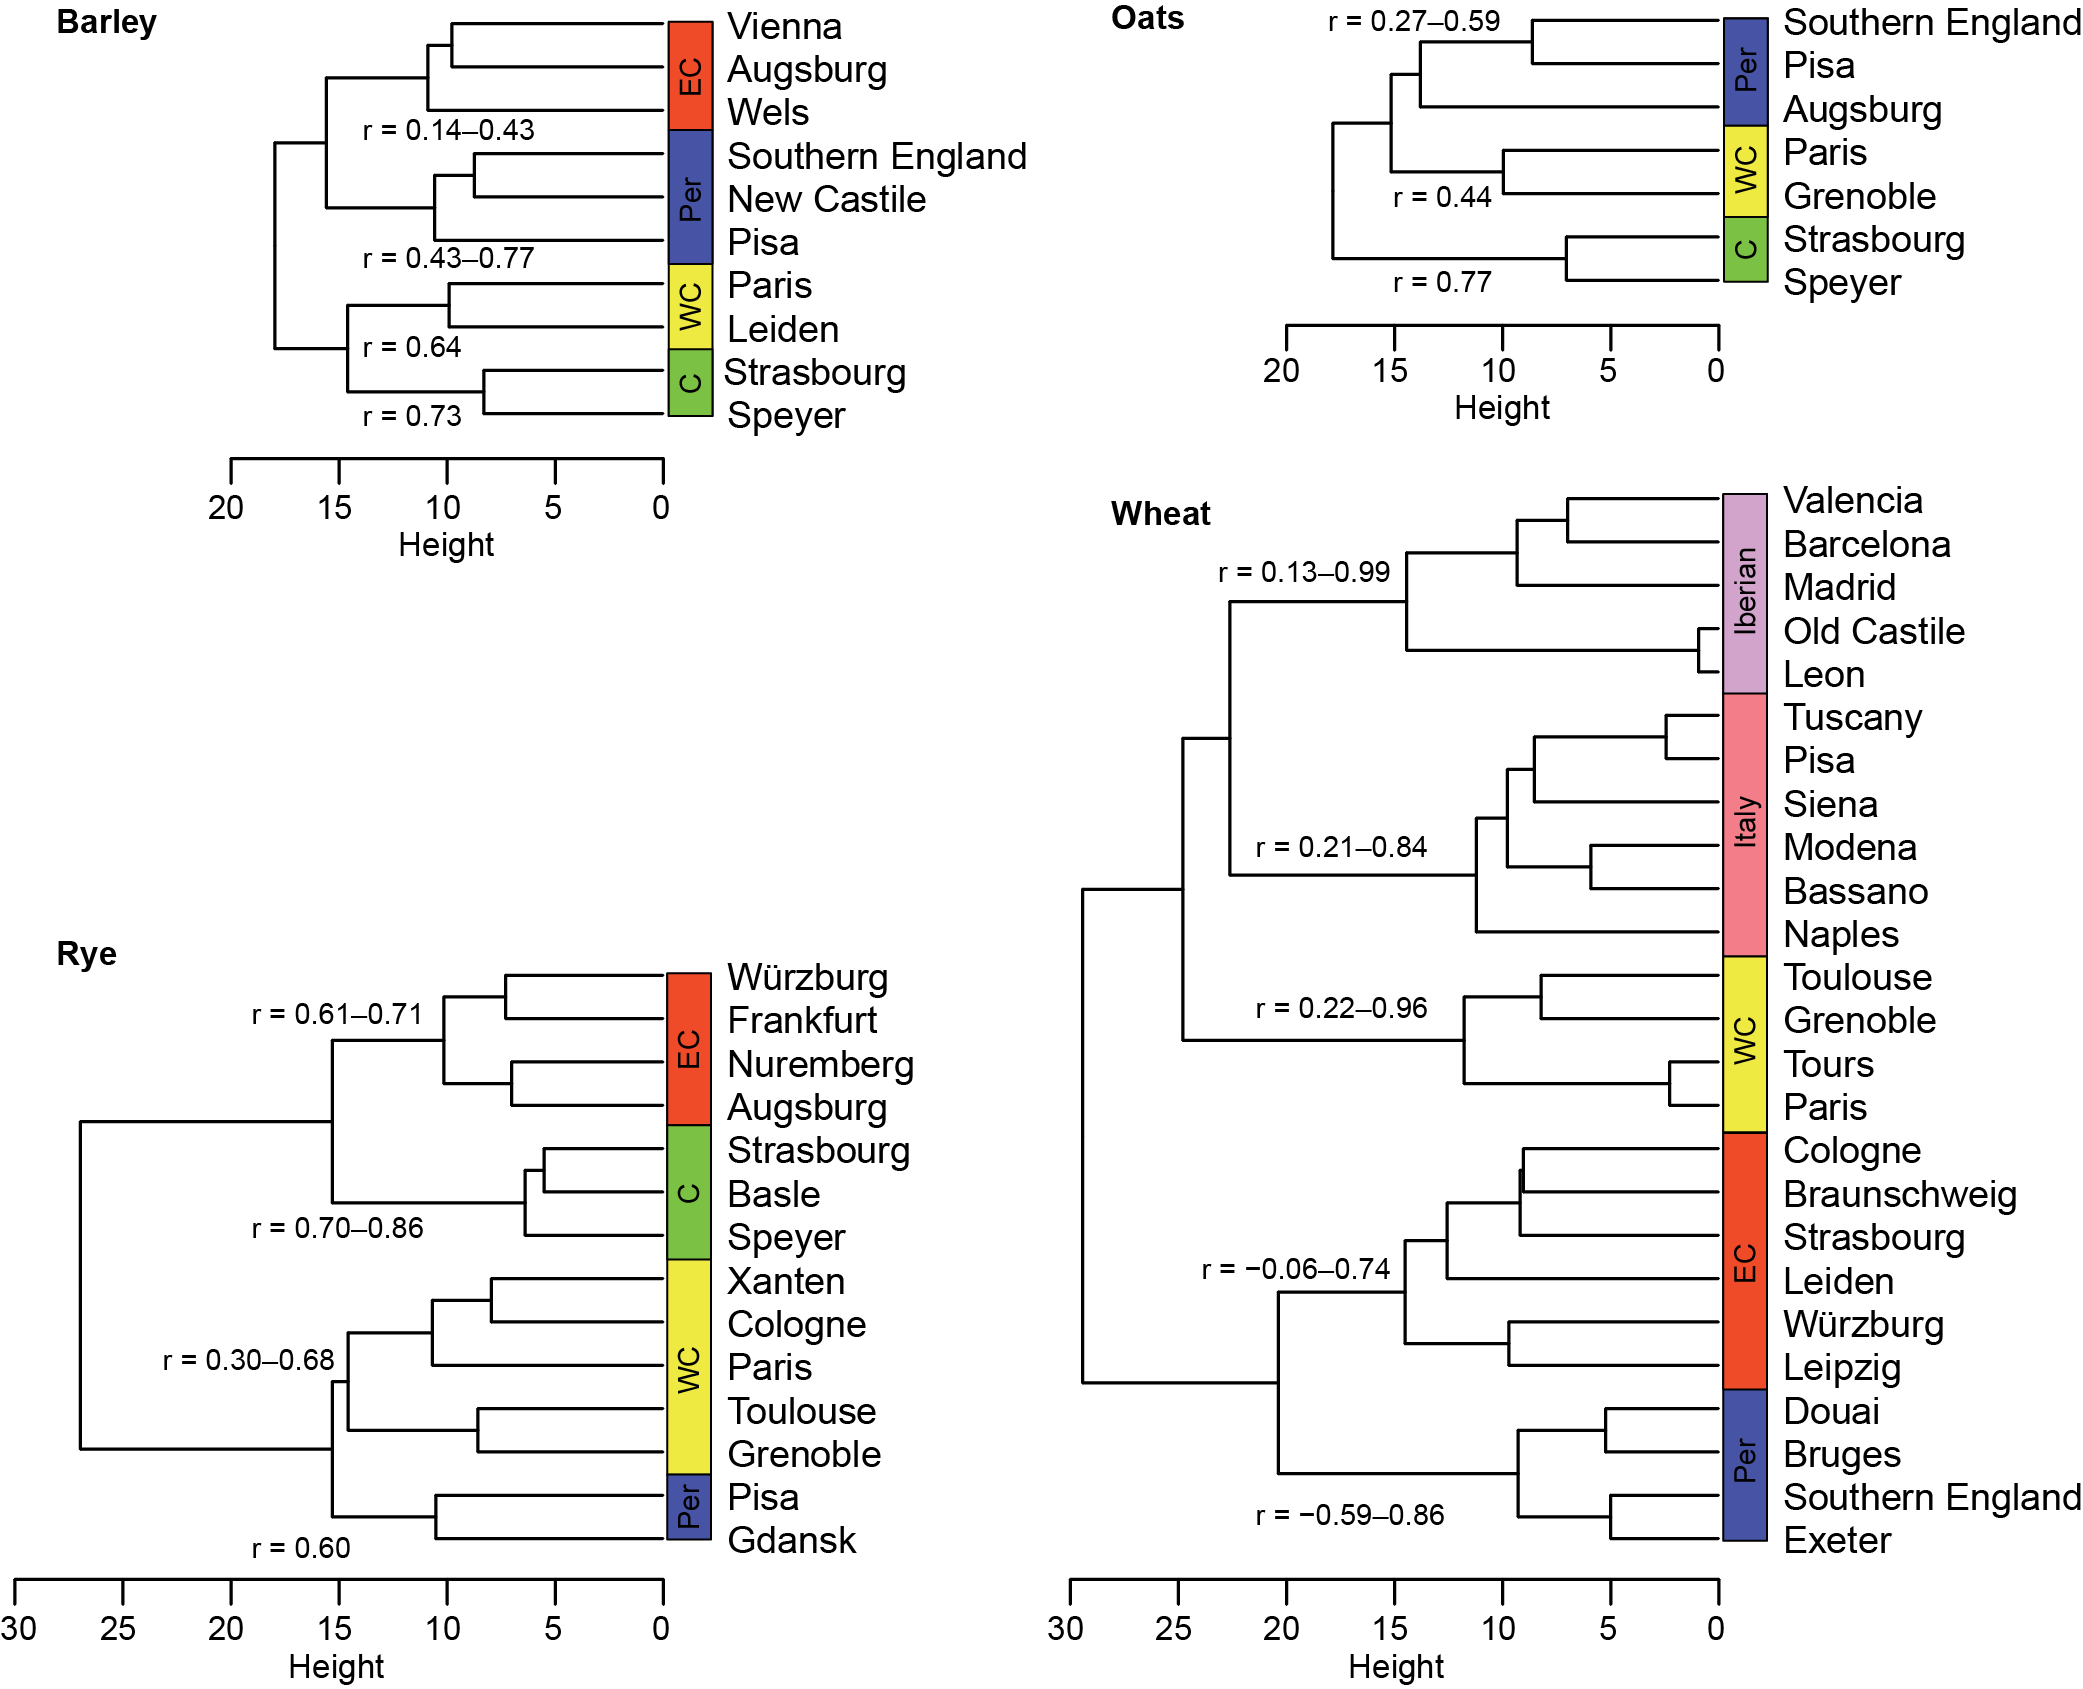 Barley
Vienna
Augsburg
Wels
Southern England
New Castile
Pisa
Paris
Leiden
Strasbourg
Speyer
EC
Per
WC
C
r = 0.14–0.43
r = 0.43–0.77
r = 0.64
r = 0.73
20 15 10 5 0
Height
Oats
Southern England
Pisa
Augsburg
Paris
Grenoble
Strasbourg
Speyer
Per
WC
C
r = 0.27–0.59
r = 0.44
r = 0.77
20 15 10 5 0
Height
Rye
Würzburg
Frankfurt
Nuremberg
Augsburg
Strasbourg
Basle
Speyer
Xanten
Cologne
Paris
Toulouse
Grenoble
Pisa
Gdansk
EC
C
WC
Per
r = 0.61–0.71
r = 0.70–0.86
r = 0.30–0.68
r = 0.60
30 25 20 15 10 5 0
Height
Wheat
Valencia
Barcelona
Madrid
Old Castile
Leon
Tuscany
Pisa
Siena
Modena
Bassano
Naples
Toulouse
Grenoble
Tours
Paris
Cologne
Braunschweig
Strasbourg
Leiden
Würzburg
Leipzig
Douai
Bruges
Southern England
Exeter
Iberian
Italy
WC
EC
Per
r = 0.13–0.99
r = 0.21–0.84
r = 0.22–0.96
r = −0.06–0.74
r = −0.59–0.86
30 25 20 15 10 5 0
Height